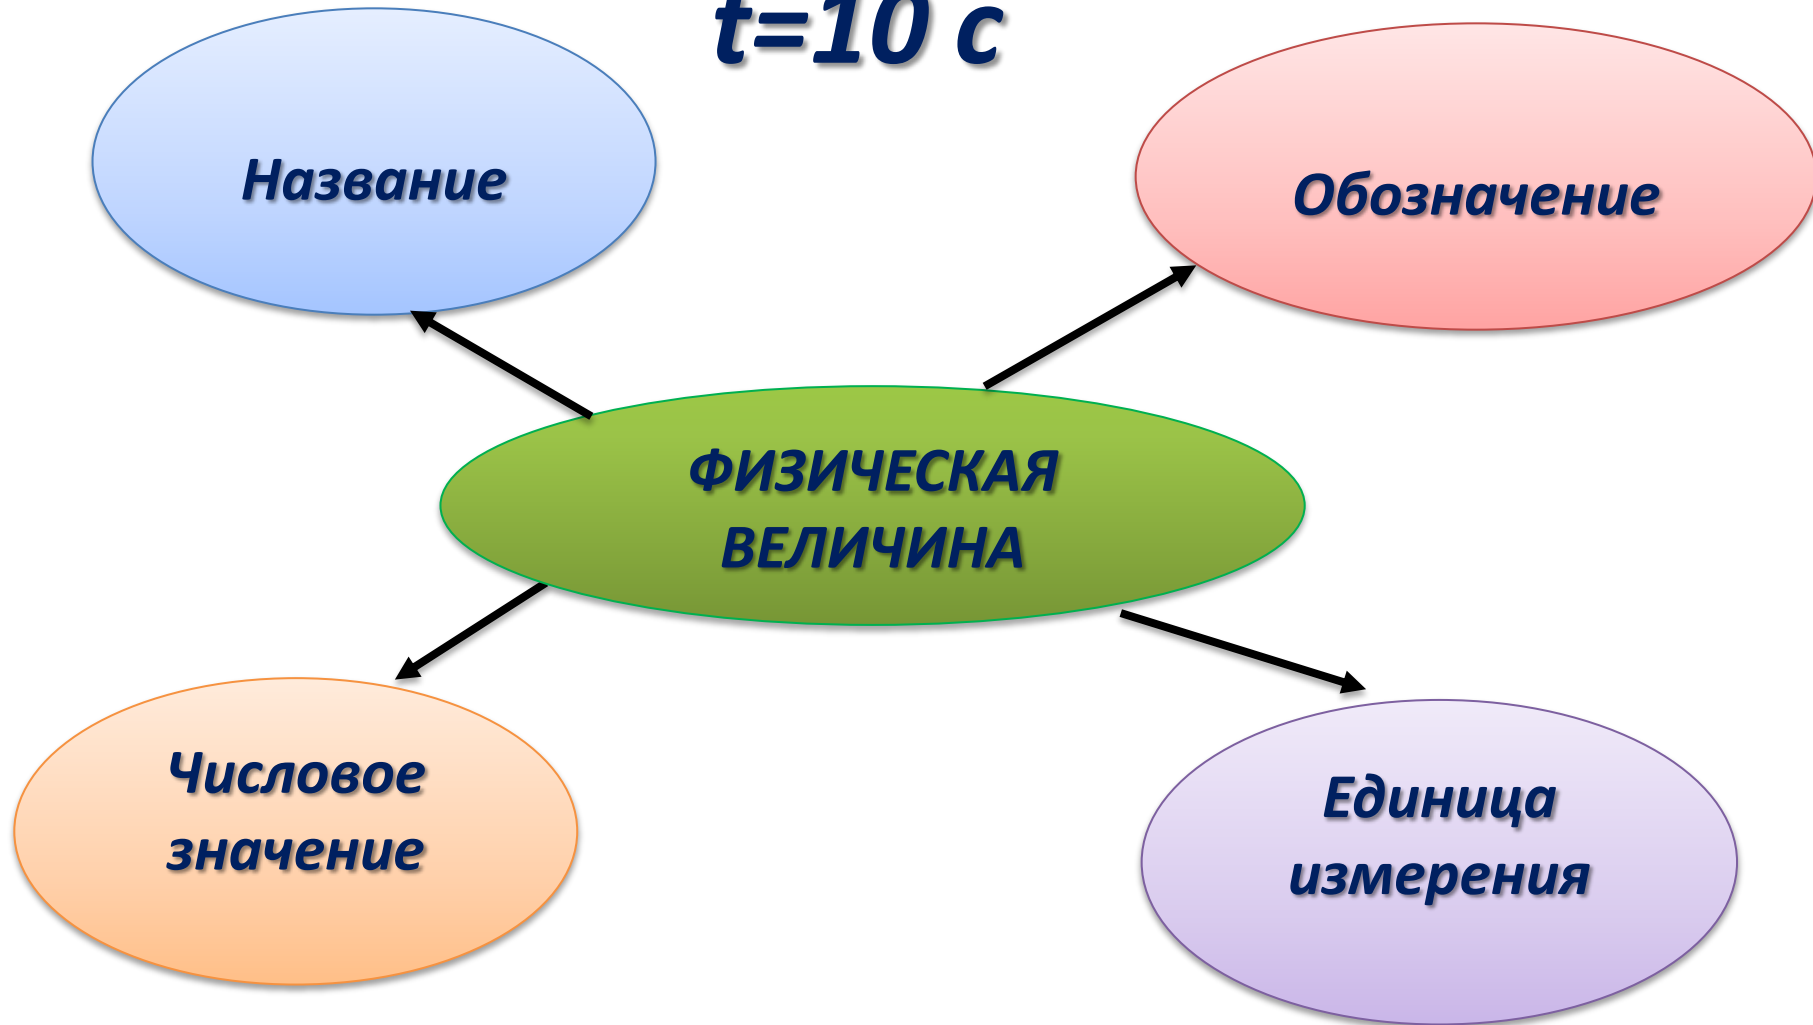 t=10 с
Название
Обозначение
ФИЗИЧЕСКАЯ
ВЕЛИЧИНА
Числовое
значение
Единица
измерения